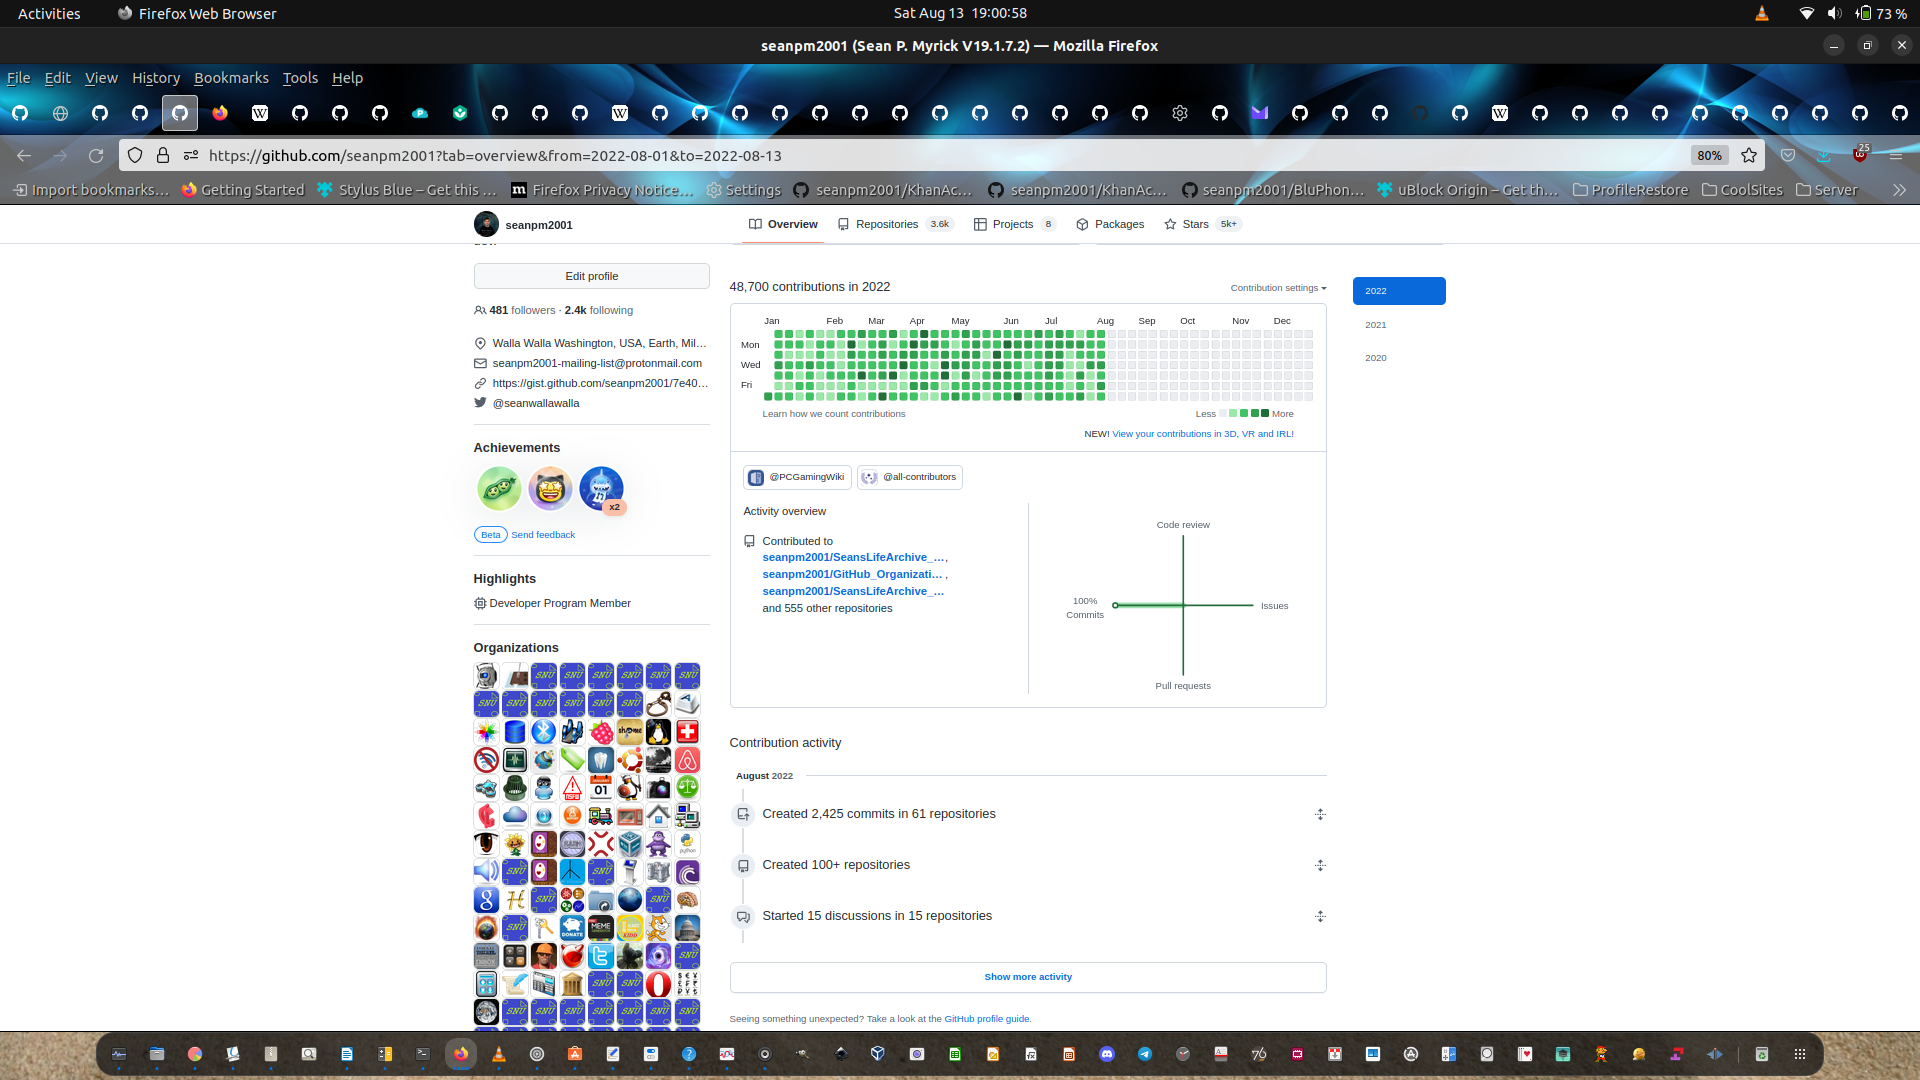 Activities
Firefox Web Browser
Sat Aug 13 19:00:58
73 %
seanpm2001 (Sean P. Myrick V19.1.7.2) — Mozilla Firefox
File Edit View History Bookmarks Tools Help
https://github.com/seanpm2001?tab=overview&from=2022-08-01&to=2022-08-13
80%
25
Import bookmarks...
Getting Started
Stylus Blue – Get this ...
Firefox Privacy Notice...
Settings
seanpm2001/KhanAc...
seanpm2001/KhanAc...
seanpm2001/BluPhon...
uBlock Origin – Get th...
ProfileRestore
CoolSites
Server
seanpm2001
Overview
Repositories 3.6k
Projects 8
Packages
Stars 5k+
Edit profile
481 followers · 2.4k following
Walla Walla Washington, USA, Earth, Mil...
seanpm2001-mailing-list@protonmail.com
https://gist.github.com/seanpm2001/7e40...
@seanwallawalla
Achievements
x2
Beta Send feedback
Highlights
Developer Program Member
Organizations
48,700 contributions in 2022
Contribution settings
2022
2021
2020
Jan Feb Mar Apr May Jun Jul Aug Sep Oct Nov Dec
Mon
Wed
Fri
Learn how we count contributions
Less More
NEW! View your contributions in 3D, VR and IRL!
@PCGamingWiki
@all-contributors
Activity overview
Contributed to
seanpm2001/SeansLifeArchive_...,
seanpm2001/GitHub_Organizati... ,
seanpm2001/SeansLifeArchive_...
and 555 other repositories
Code review
100%
Commits
Issues
Pull requests
Contribution activity
August 2022
Created 2,425 commits in 61 repositories
Created 100+ repositories
Started 15 discussions in 15 repositories
Show more activity
Seeing something unexpected? Take a look at the GitHub profile guide.